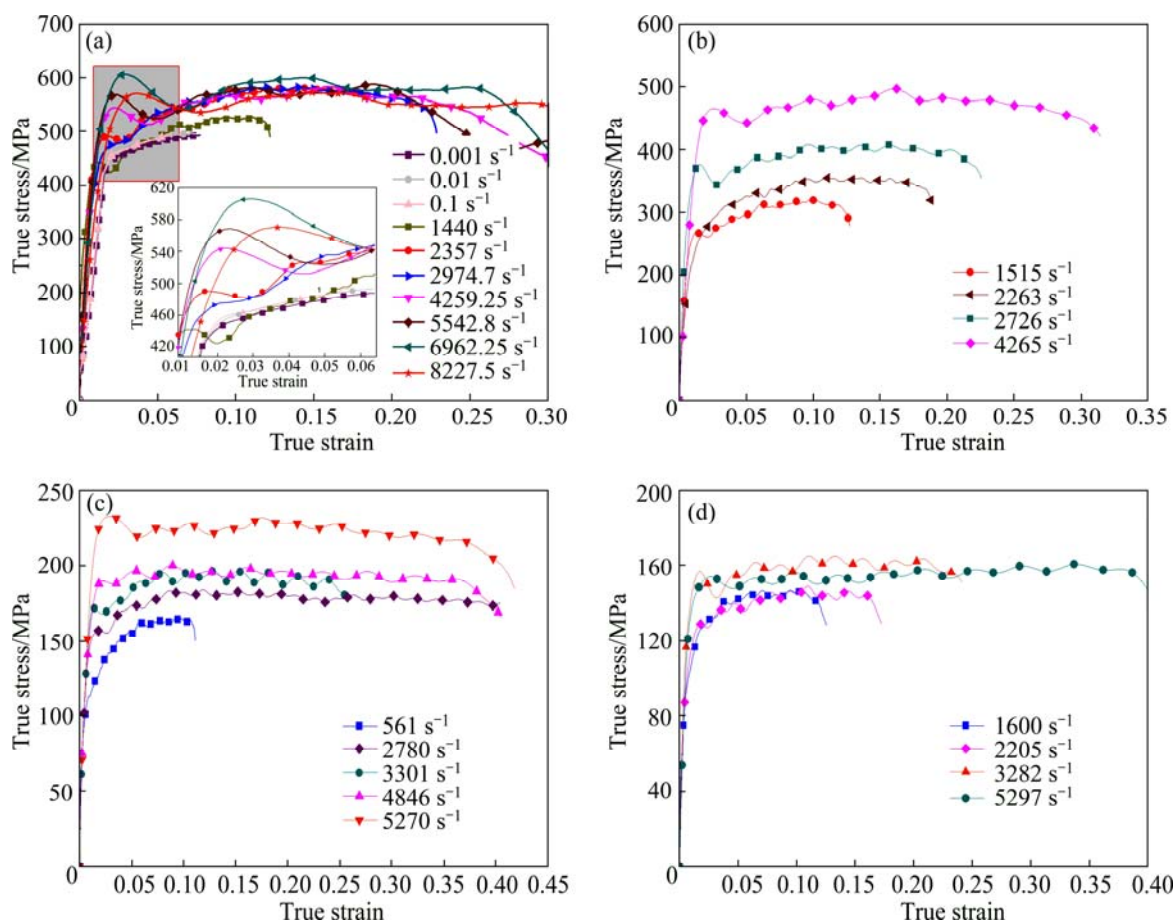 (a)
True stress/MPa
700
600
500
400
300
200
100
0
0.05 0.10 0.15 0.20 0.25 0.30
True strain
0.001 s⁻¹
0.01 s⁻¹
0.1 s⁻¹
1440 s⁻¹
2357 s⁻¹
2974.7 s⁻¹
4259.25 s⁻¹
5542.8 s⁻¹
6962.25 s⁻¹
8227.5 s⁻¹
True stress/MPa
620
580
540
500
460
420
0.01 0.02 0.03 0.04 0.05 0.06
True strain
(b)
True stress/MPa
600
500
400
300
200
100
0
0.05 0.10 0.15 0.20 0.25 0.30 0.35
True strain
1515 s⁻¹
2263 s⁻¹
2726 s⁻¹
4265 s⁻¹
(c)
True stress/MPa
250
200
150
100
50
0
0.05 0.10 0.15 0.20 0.25 0.30 0.35 0.40 0.45
True strain
561 s⁻¹
2780 s⁻¹
3301 s⁻¹
4846 s⁻¹
5270 s⁻¹
(d)
True stress/MPa
200
160
120
80
40
0
0.05 0.10 0.15 0.20 0.25 0.30 0.35 0.40
True strain
1600 s⁻¹
2205 s⁻¹
3282 s⁻¹
5297 s⁻¹